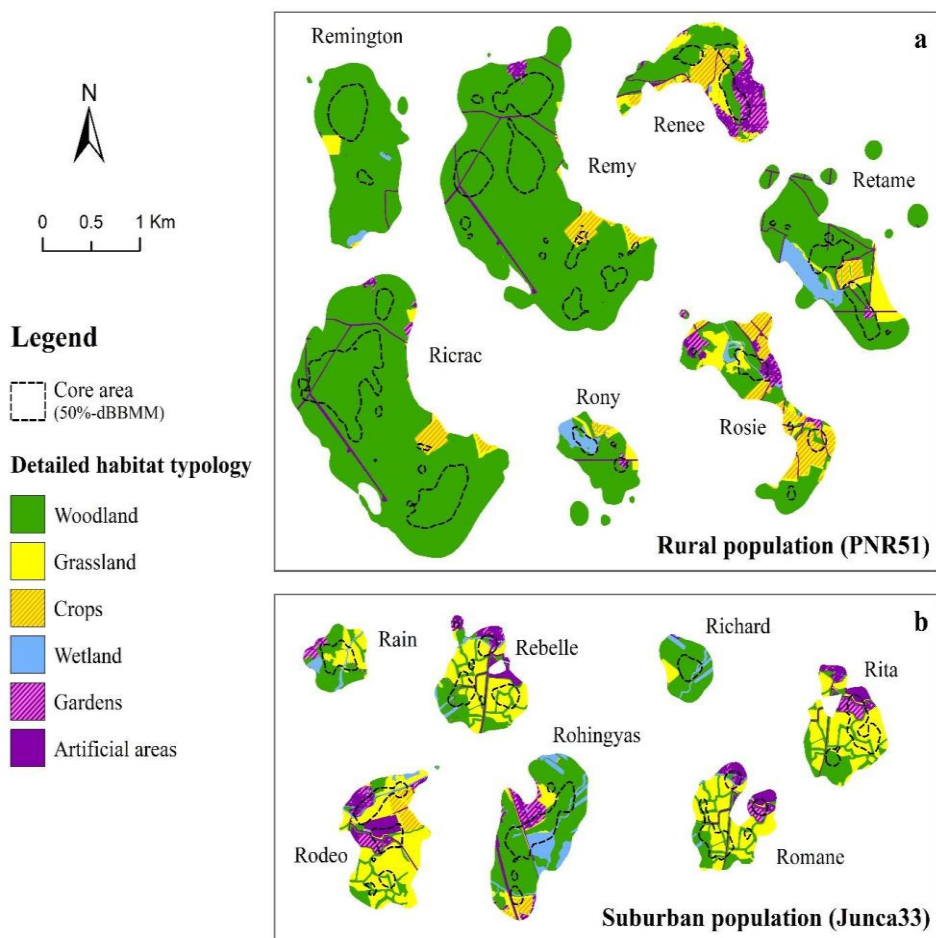 N
0 0.5 1 Km
Legend
Core area
(50%-dBBMM)
Detailed habitat typology
Woodland
Grassland
Crops
Wetland
Gardens
Artificial areas
a
Remington
Remy
Renee
Retame
Ricrac
Rony
Rosie
Rural population (PNR51)
b
Rain
Rebelle
Richard
Rita
Rohingyas
Rodeo
Romane
Suburban population (Junca33)